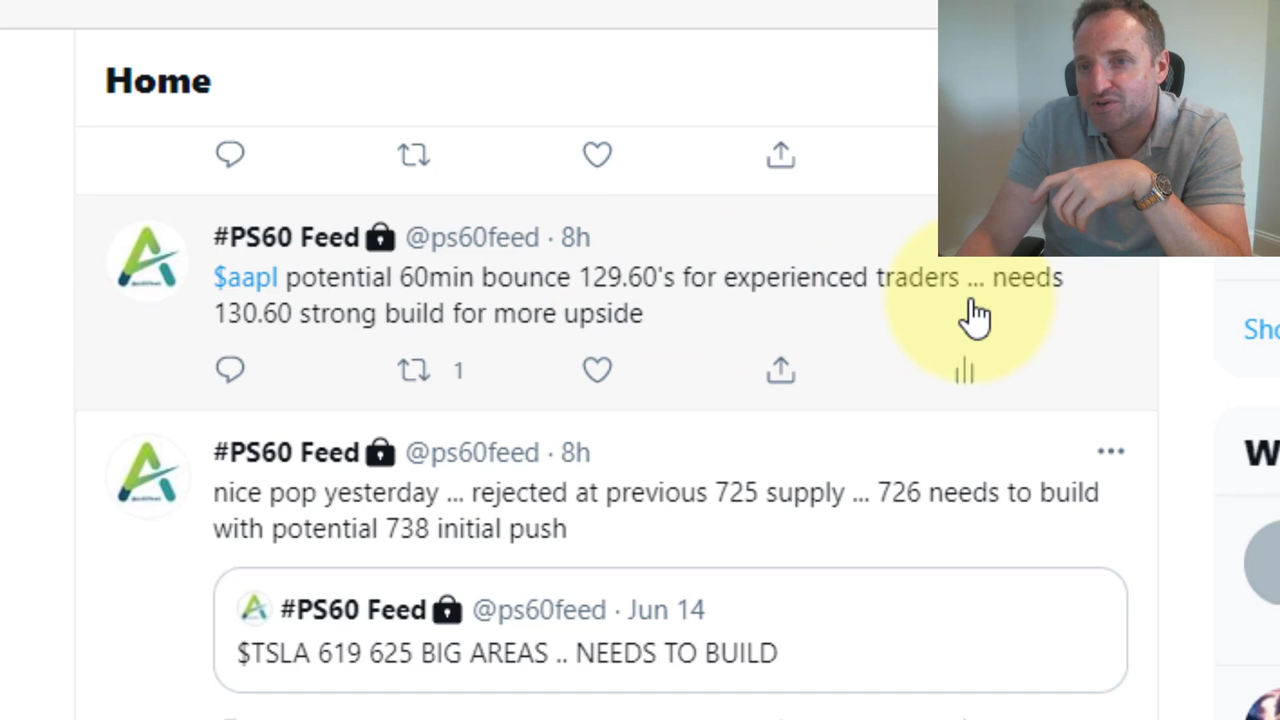 Home
#PS60 Feed @ps60feed · 8h
$aapl potential 60min bounce 129.60's for experienced traders ... needs
130.60 strong build for more upside
1
#PS60 Feed @ps60feed · 8h
nice pop yesterday ... rejected at previous 725 supply ... 726 needs to build
with potential 738 initial push
#PS60 Feed @ps60feed · Jun 14
$TSLA 619 625 BIG AREAS .. NEEDS TO BUILD
Sho
W